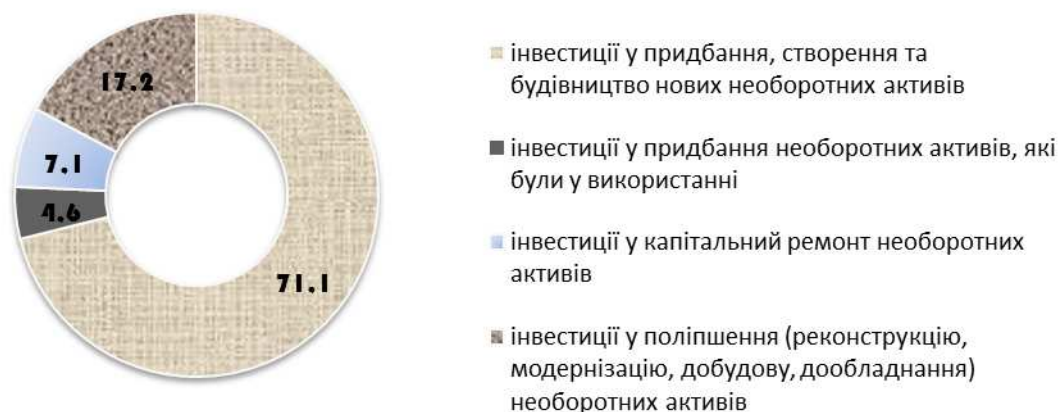 17.2
7.1
4.6
71.1
інвестиції у придбання, створення та
будівництво нових необоротних активів
інвестиції у придбання необоротних активів, які
були у використанні
інвестиції у капітальний ремонт необоротних
активів
інвестиції у поліпшення (реконструкцію,
модернізацію, добудову, дообладнання)
необоротних активів